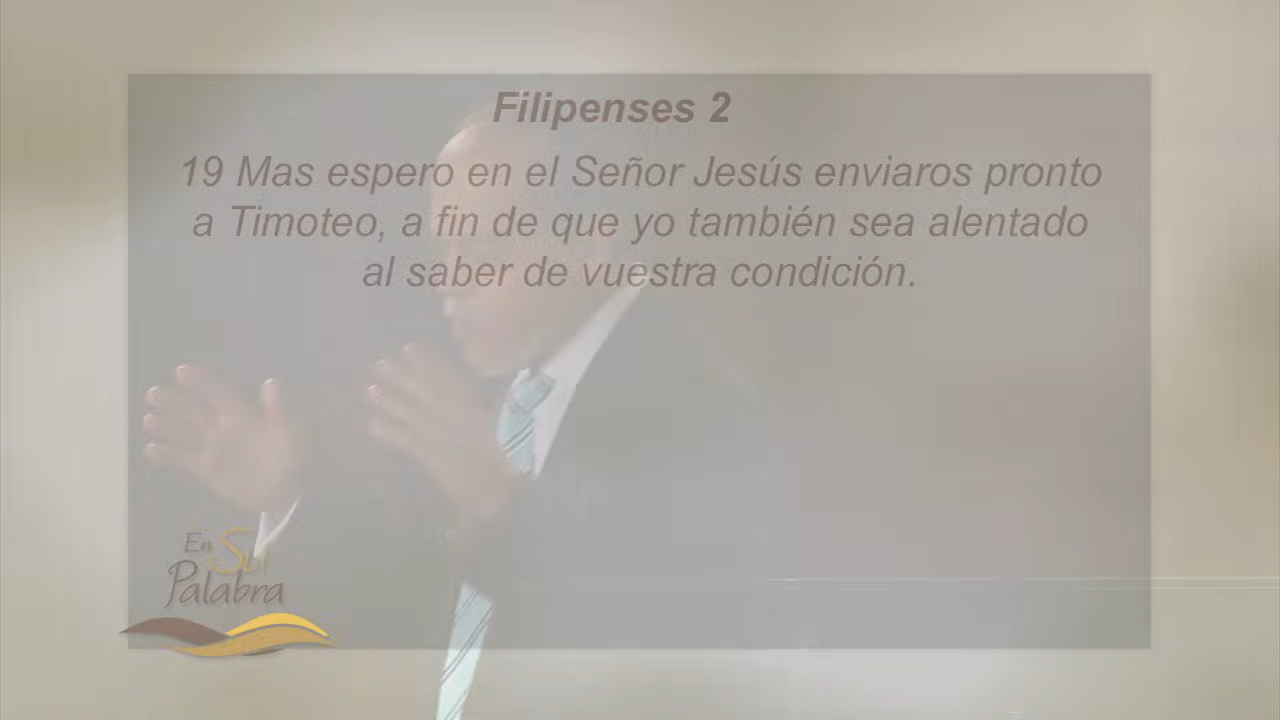 Filipenses 2
19 Mas espero en el Señor Jesús enviaros pronto
a Timoteo, a fin de que yo también sea alentado
al saber de vuestra condición.
En Su
Palabra